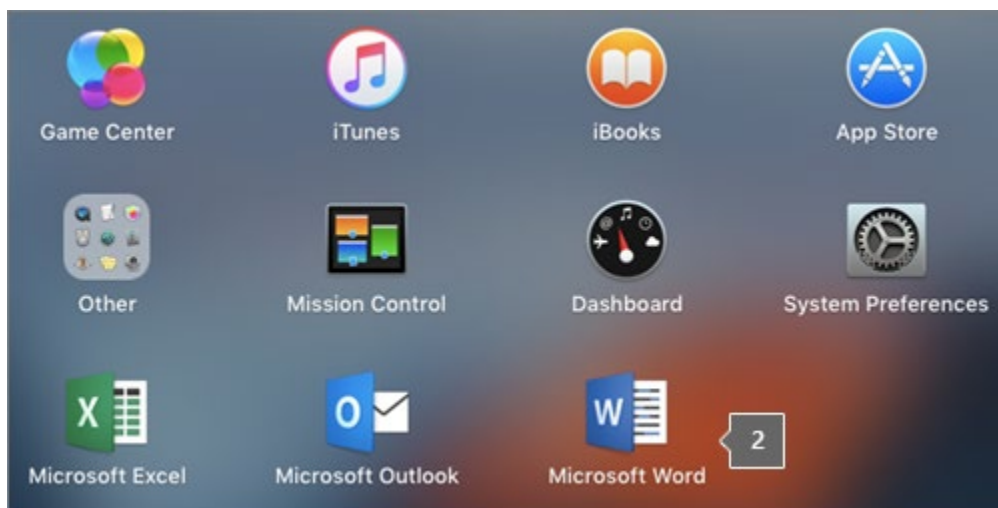 Game Center
iTunes
iBooks
App Store
Other
Mission Control
Dashboard
System Preferences
X
O
W
2
Microsoft Excel
Microsoft Outlook
Microsoft Word